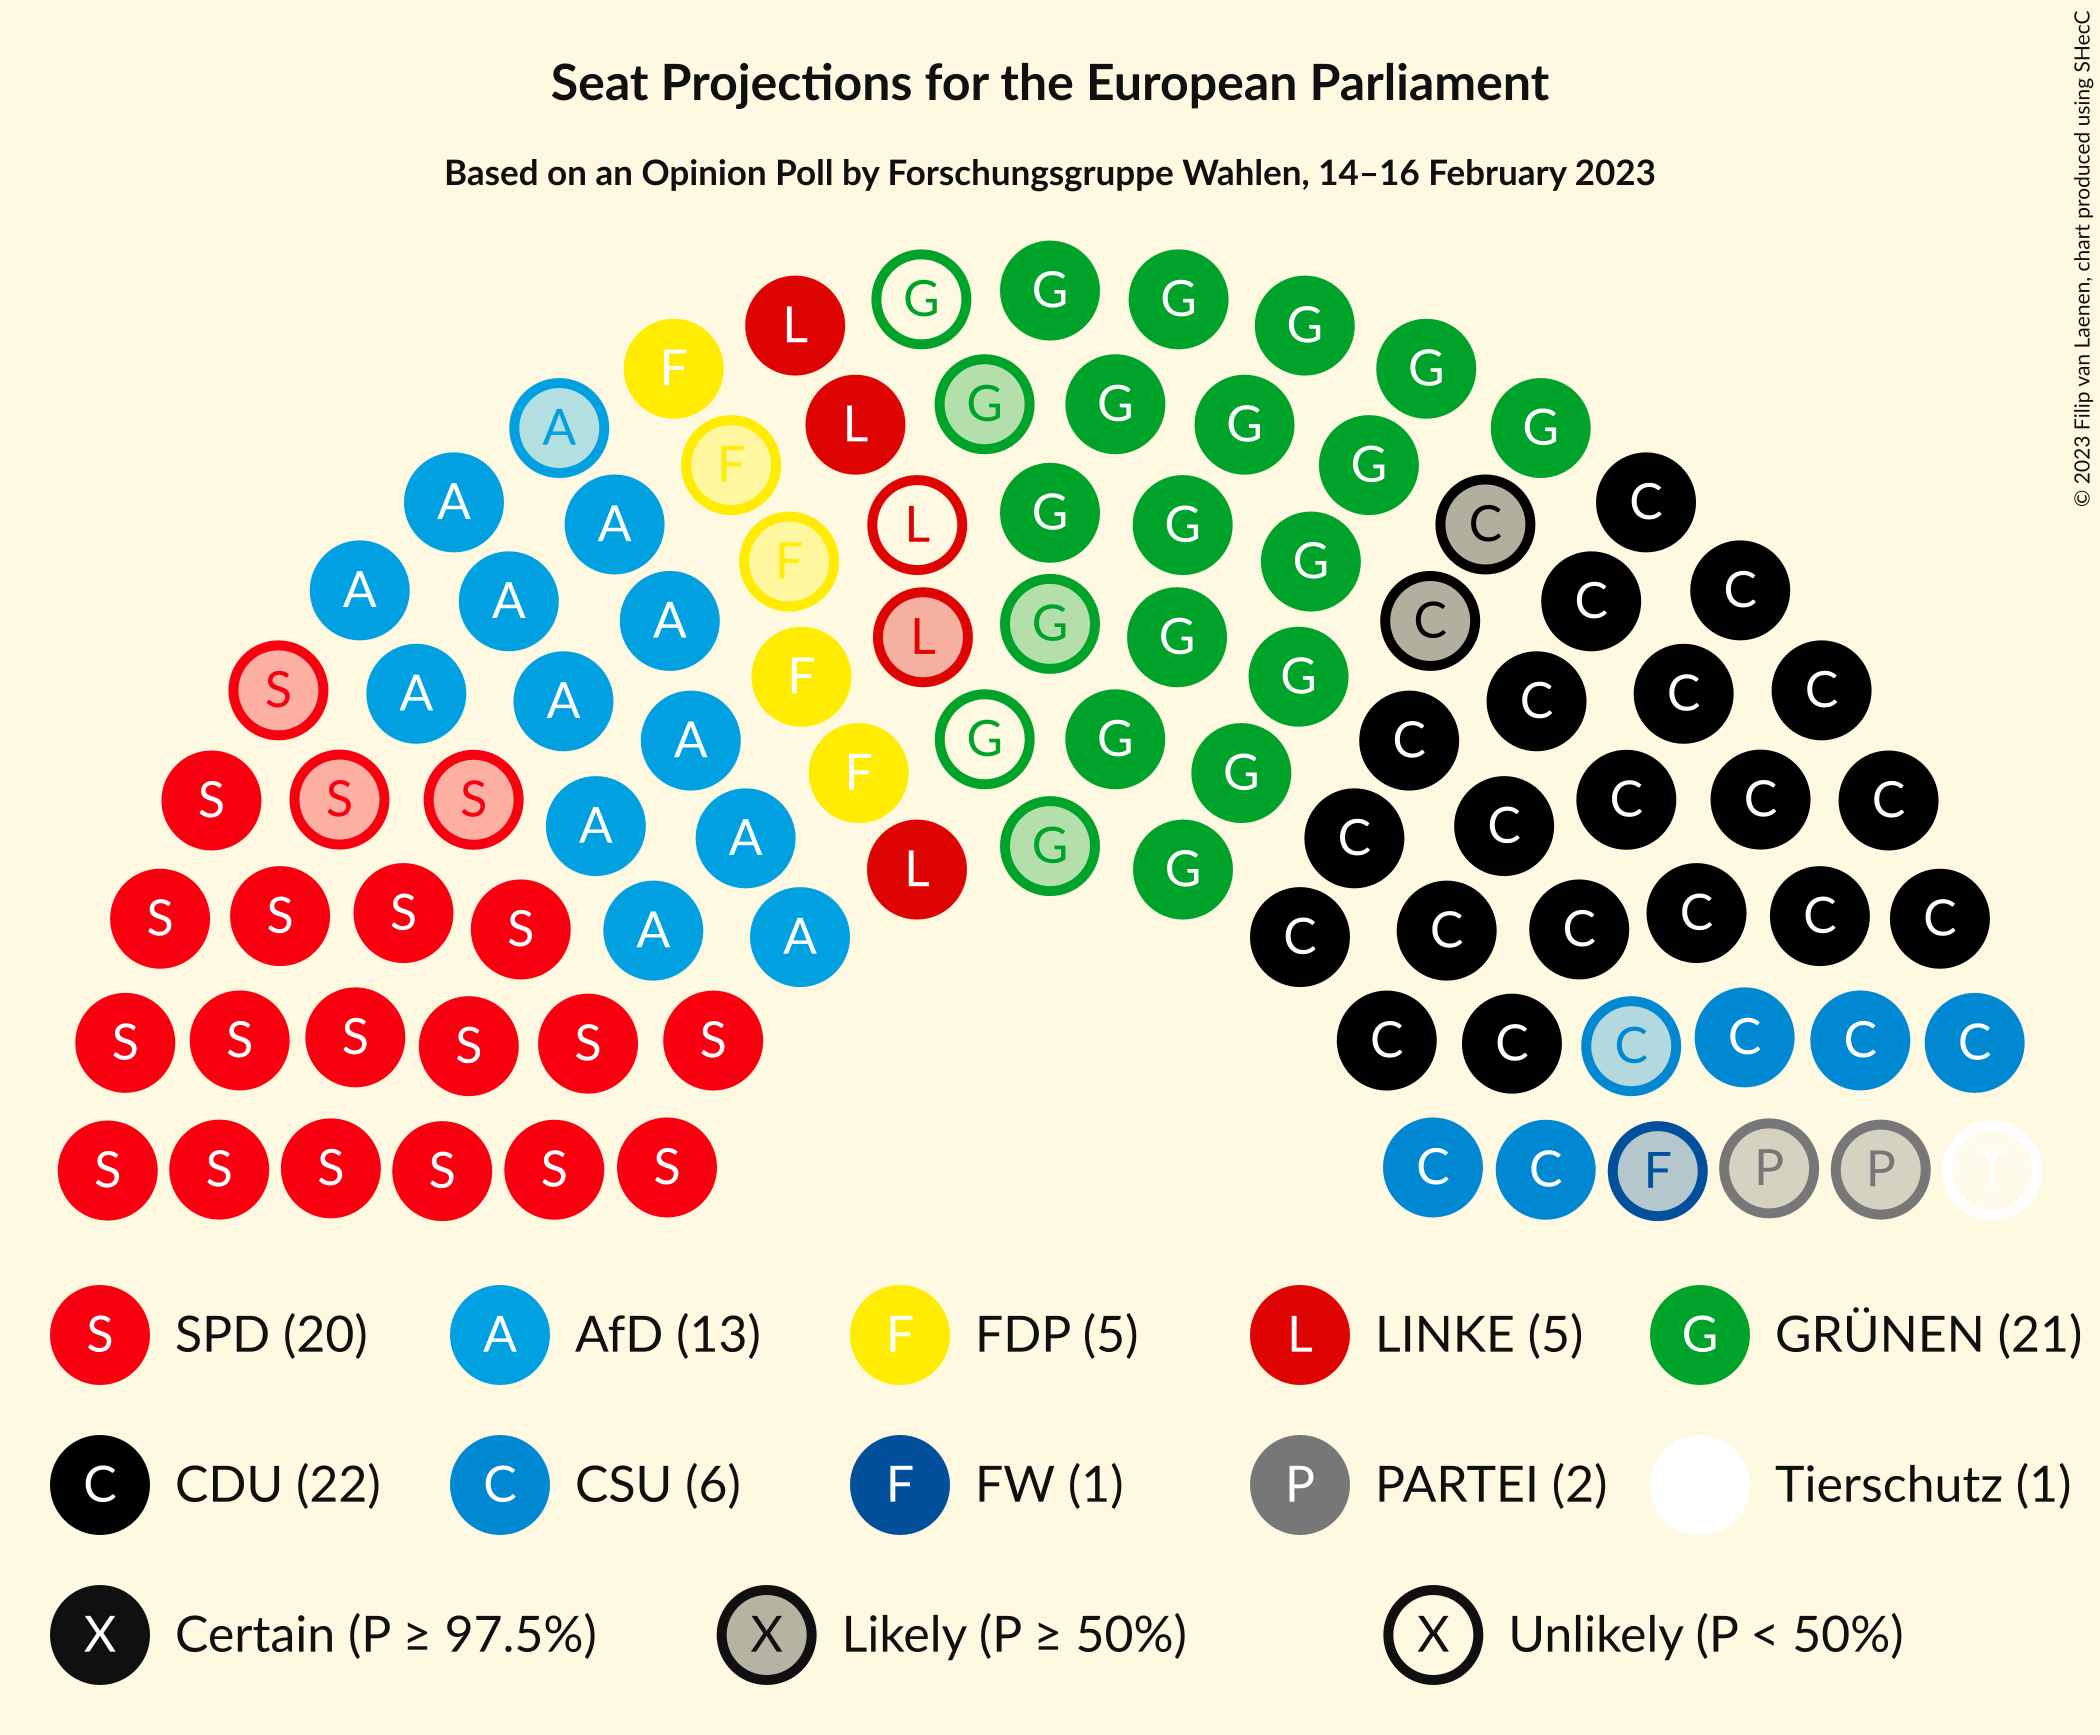 © 2023 Filip van Laenen, chart produced using SHecC
Seat Projections for the European Parliament
Based on an Opinion Poll by Forschungsgruppe Wahlen, 14–16 February 2023
L G G G G
F G
A L G G G G
F G
A A L G G C C
F G
A A A L G G C C C
S A A F G C C C
A G G C
S S S A F G C C C C
A L G G C
S S S S A A C C C C C C
S S S S S S C C C C C C
S S S S S S C C F P P T
S SPD (20) A AfD (13) F FDP (5) L LINKE (5) G GRÜNEN (21)
C CDU (22) C CSU (6) F FW (1) P PARTEI (2) Tierschutz (1)
X Certain (P ≥ 97.5%) X Likely (P ≥ 50%) X Unlikely (P < 50%)